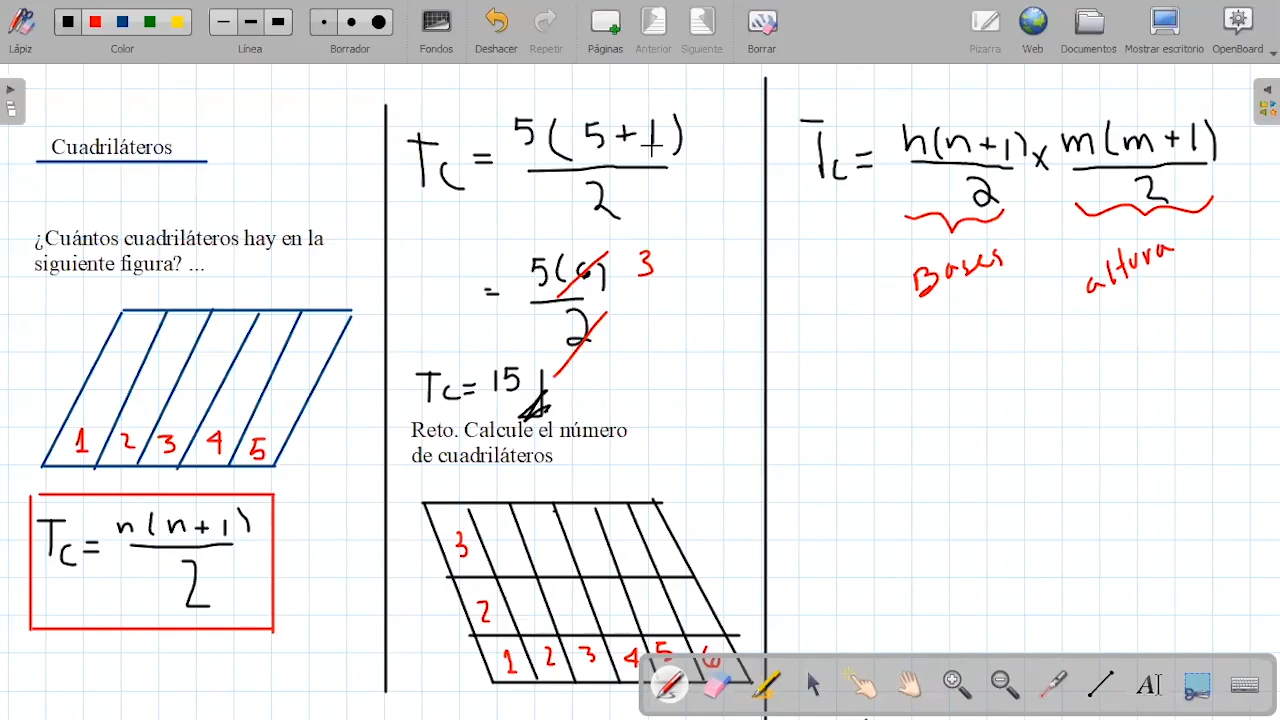 Lápiz Color Línea Borrador Fondos Deshacer Repetir Páginas Anterior Siguiente Borrar Pizarra Web Documentos Mostrar escritorio OpenBoard
Cuadriláteros
¿Cuántos cuadriláteros hay en la
siguiente figura? ...
1 2 3 4 5
Tc = n(n+1)
2
Tc = 5(5+1)
2
= 5(6) 3
2
Tc = 15
Reto. Calcule el número
de cuadriláteros
3
2
1 2 3 4 5 6
Tc = n(n+1) x m(m+1)
2 2
Bases altura
AI